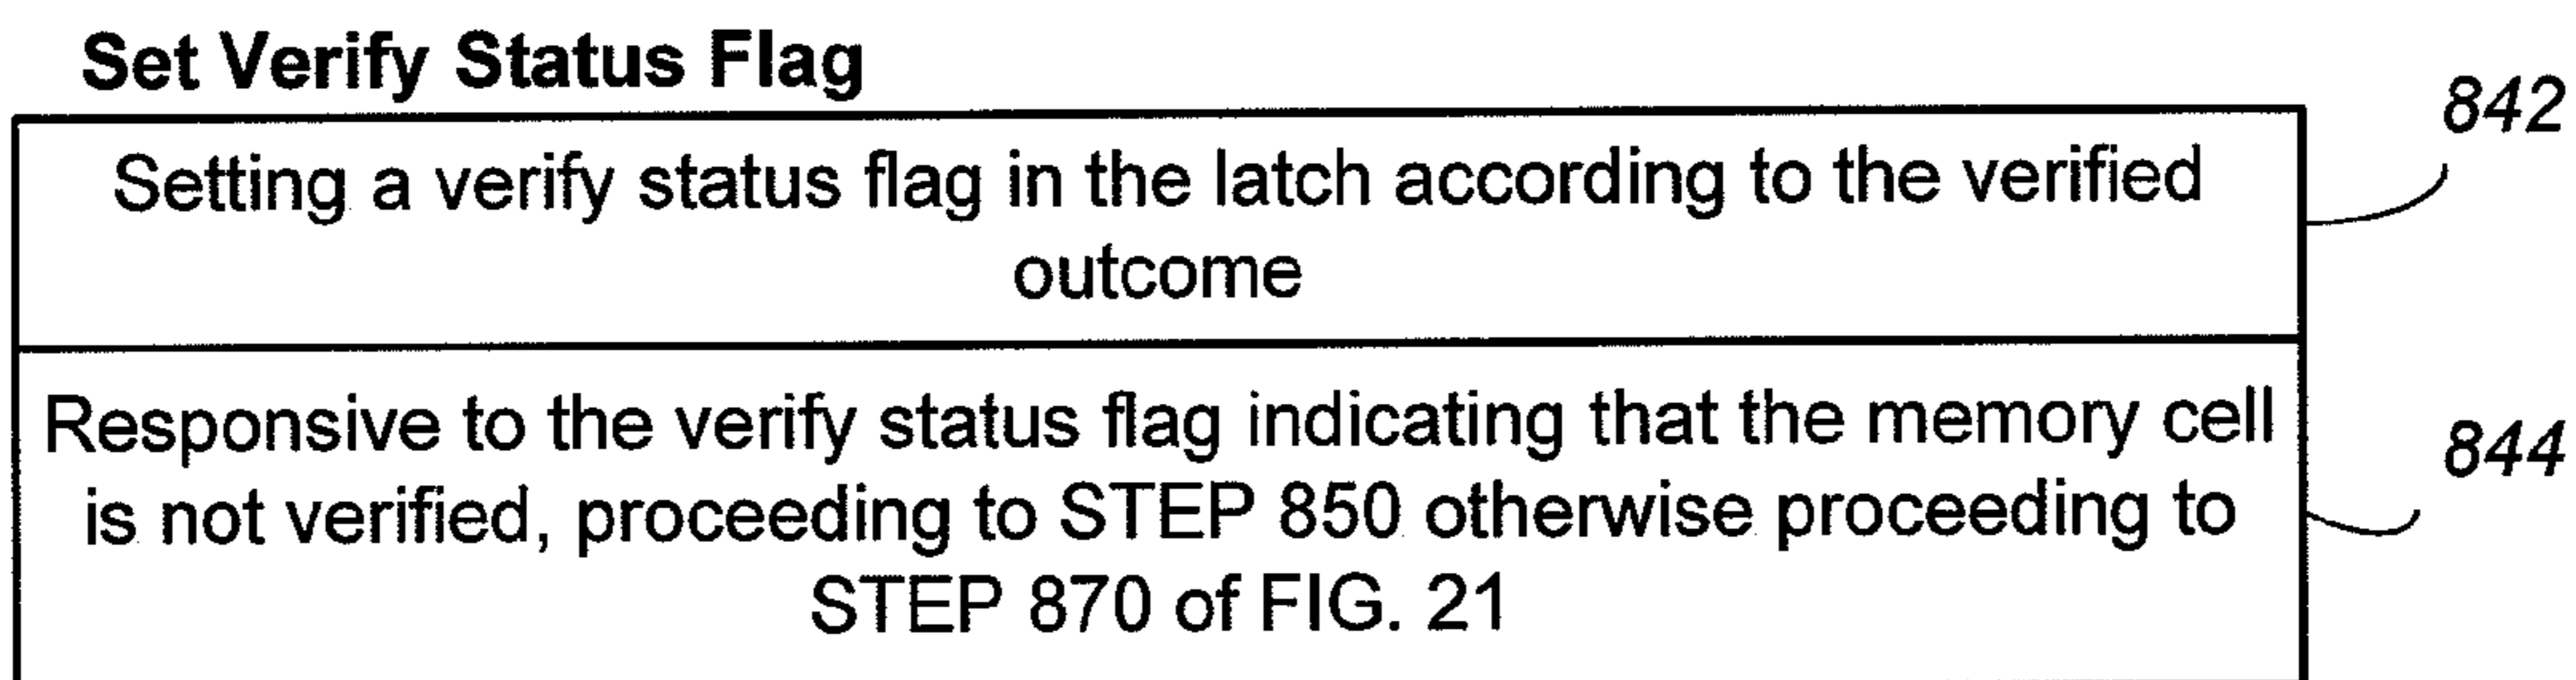 Set Verify Status Flag
842
Setting a verify status flag in the latch according to the verified
outcome
Responsive to the verify status flag indicating that the memory cell
844
is not verified, proceeding to STEP 850 otherwise proceeding to
STEP 870 of FIG. 21